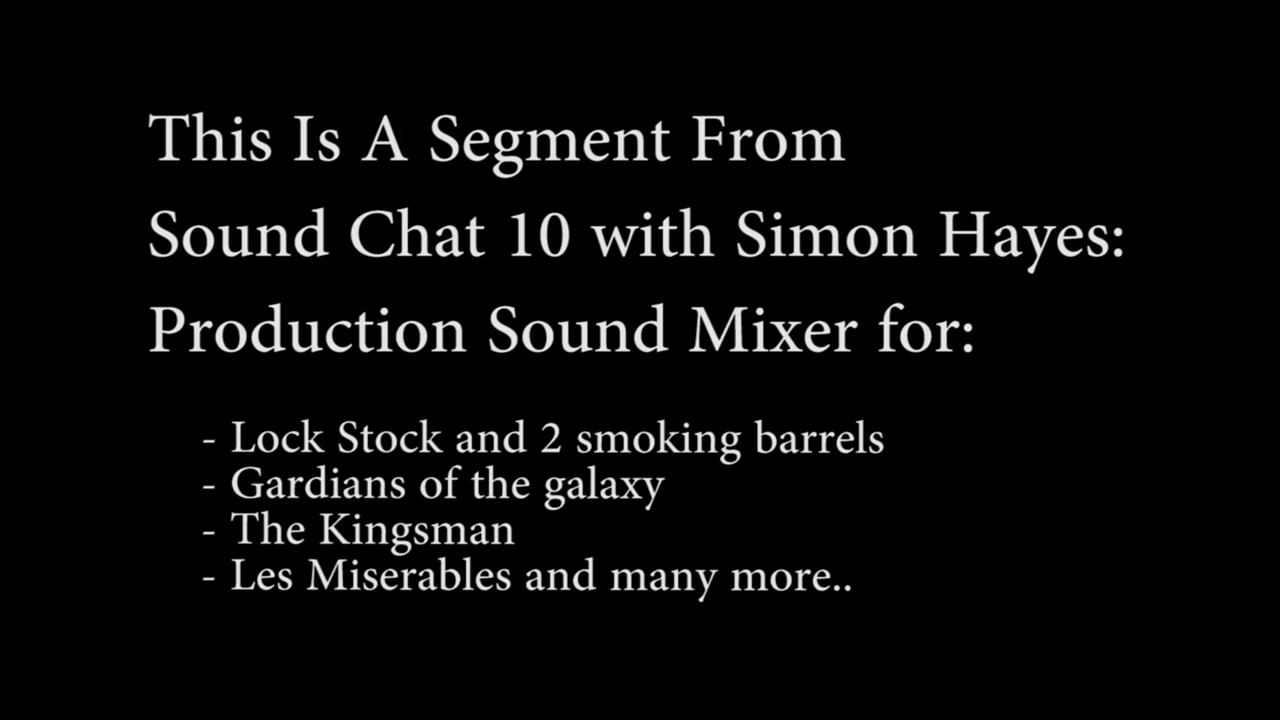 This Is A Segment From
Sound Chat 10 with Simon Hayes:
Production Sound Mixer for:
- Lock Stock and 2 smoking barrels
- Gardians of the galaxy
- The Kingsman
- Les Miserables and many more..